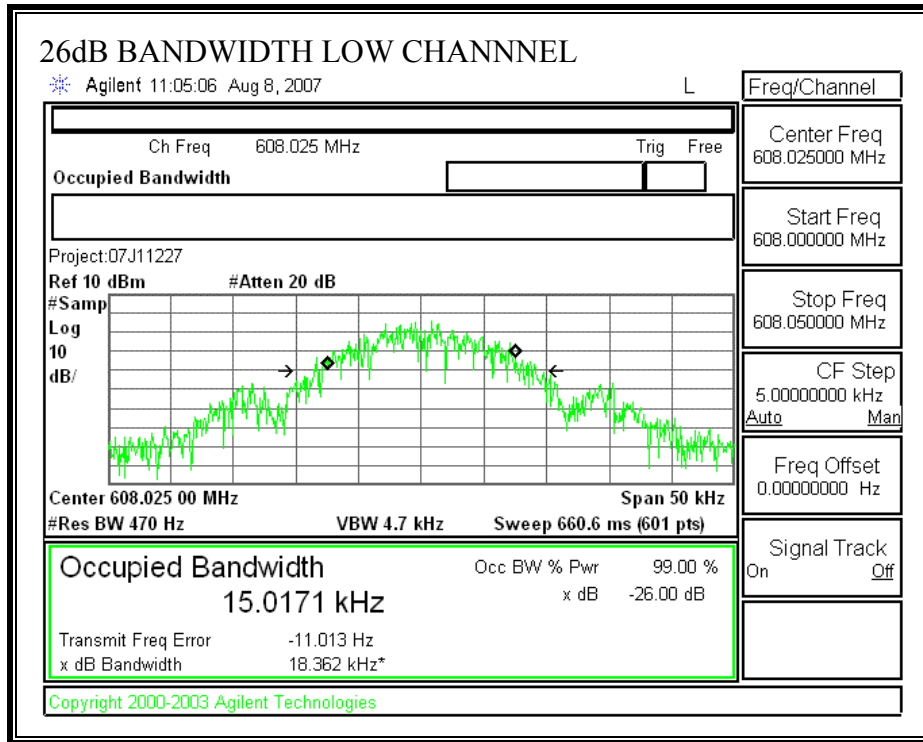 26dB BANDWIDTH LOW CHANNNEL
Agilent 11:05:06 Aug 8, 2007 L
Ch Freq 608.025 MHz Trig Free
Occupied Bandwidth
Project:07J11227
Ref 10 dBm #Atten 20 dB
#Samp
Log
10
dB/
Center 608.025 00 MHz Span 50 kHz
#Res BW 470 Hz VBW 4.7 kHz Sweep 660.6 ms (601 pts)
Occupied Bandwidth Occ BW % Pwr 99.00 %
15.0171 kHz x dB -26.00 dB
Transmit Freq Error -11.013 Hz
x dB Bandwidth 18.362 kHz*
Copyright 2000-2003 Agilent Technologies
Freq/Channel
Center Freq
608.025000 MHz
Start Freq
608.000000 MHz
Stop Freq
608.050000 MHz
CF Step
5.00000000 kHz
Auto Man
Freq Offset
0.00000000 Hz
Signal Track
On Off